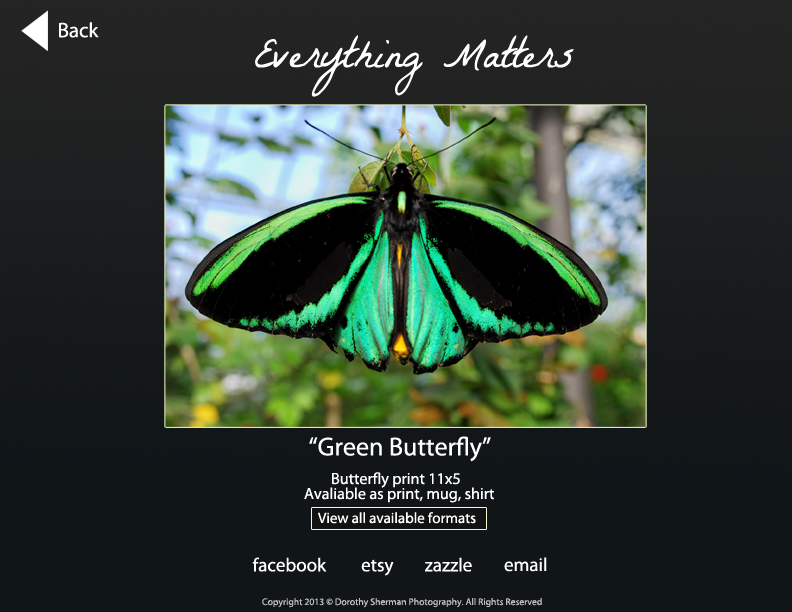 Back
Everything Matters
“Green Butterfly”
Butterfly print 11x5
Avaliable as print, mug, shirt
View all available formats
facebook etsy zazzle email
Copyright 2013 © Dorothy Sherman Photography. All Rights Reserved